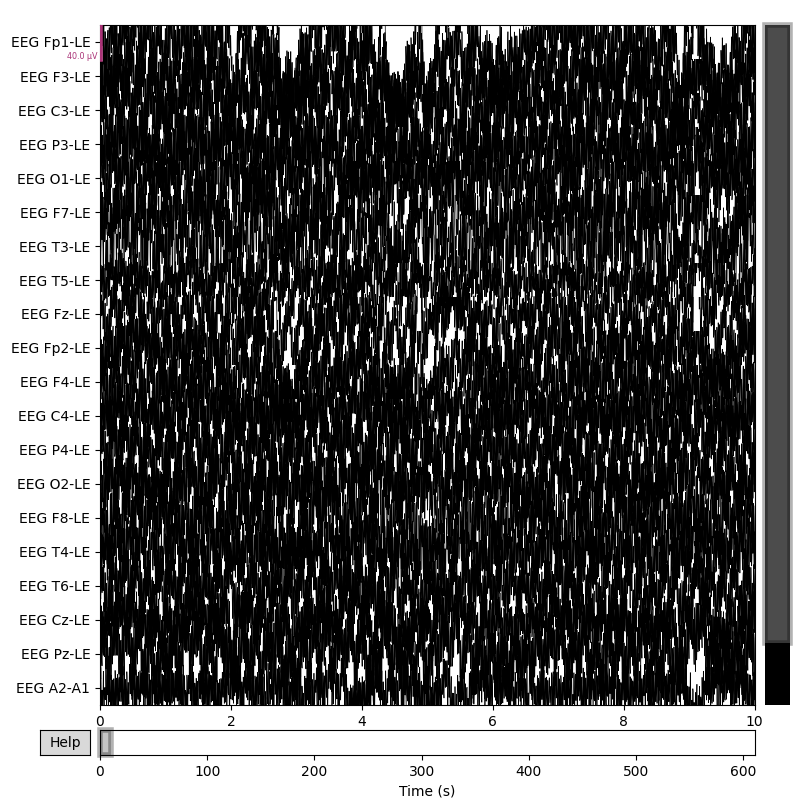 EEG Fp1-LE
40.0 µV
EEG F3-LE
EEG C3-LE
EEG P3-LE
EEG O1-LE
EEG F7-LE
EEG T3-LE
EEG T5-LE
EEG Fz-LE
EEG Fp2-LE
EEG F4-LE
EEG C4-LE
EEG P4-LE
EEG O2-LE
EEG F8-LE
EEG T4-LE
EEG T6-LE
EEG Cz-LE
EEG Pz-LE
EEG A2-A1
0 2 4 6 8 10
Help
0 100 200 300 400 500 600
Time (s)